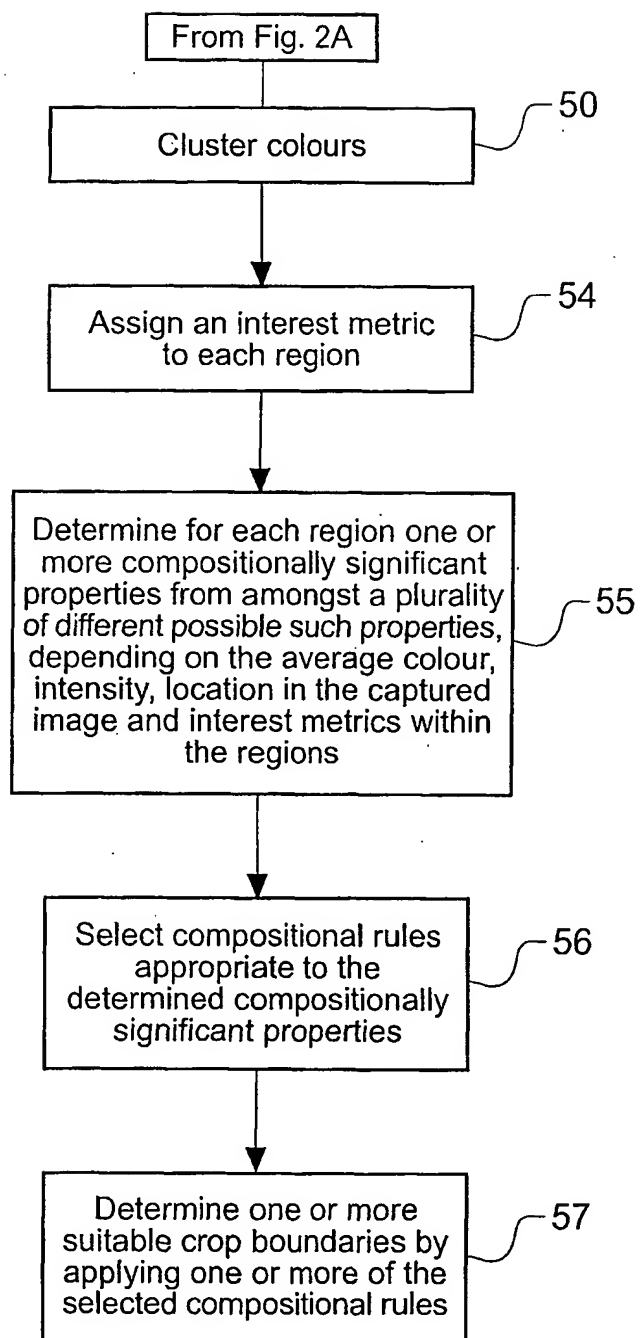 From Fig. 2A
50
Cluster colours
54
Assign an interest metric
to each region
Determine for each region one or
more compositionally significant
properties from amongst a plurality
of different possible such properties,
depending on the average colour,
intensity, location in the captured
image and interest metrics within
the regions
55
Select compositional rules
appropriate to the
determined compositionally
significant properties
56
Determine one or more
suitable crop boundaries by
applying one or more of the
selected compositional rules
57